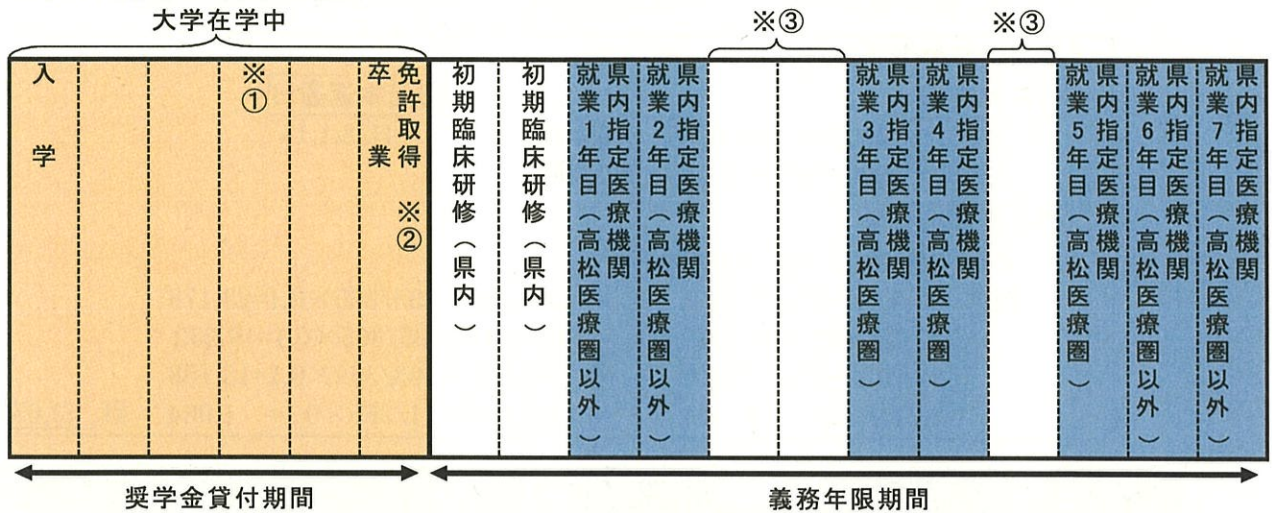 大学在学中
※③
※③
入学
※①
卒業
免許取得 ※②
初期臨床研修（県内）
初期臨床研修（県内）
県内指定医療機関
就業1年目（高松医療圏以外）
県内指定医療機関
就業2年目（高松医療圏以外）
県内指定医療機関
就業3年目（高松医療圏）
県内指定医療機関
就業4年目（高松医療圏）
県内指定医療機関
就業5年目（高松医療圏）
県内指定医療機関
就業6年目（高松医療圏以外）
県内指定医療機関
就業7年目（高松医療圏以外）
奨学金貸付期間
義務年限期間